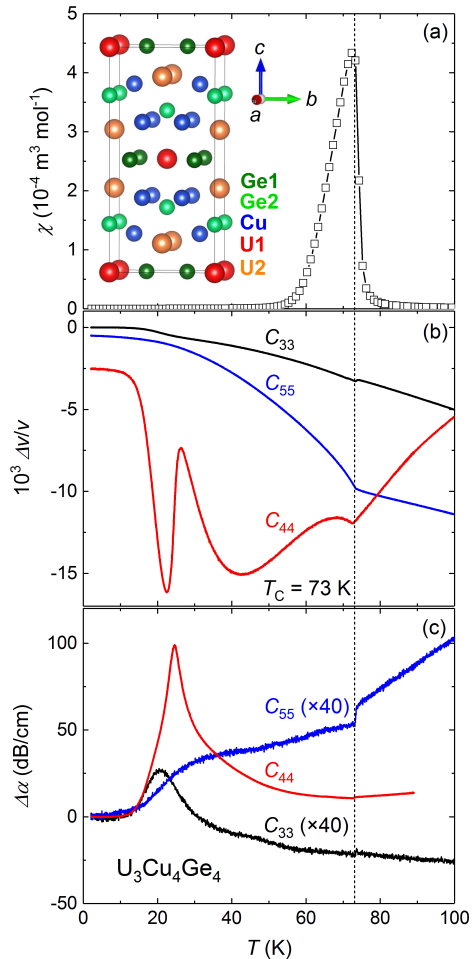 (a)
5
4
3
2
1
0
χ (10⁻⁴ m³ mol⁻¹)
c
b
a
Ge1
Ge2
Cu
U1
U2
(b)
0
-5
-10
-15
10³ Δv/v
C₃₃
C₅₅
C₄₄
T_C = 73 K
(c)
100
50
0
-50
Δα (dB/cm)
C₅₅ (×40)
C₄₄
C₃₃ (×40)
U₃Cu₄Ge₄
0 20 40 60 80 100
T (K)